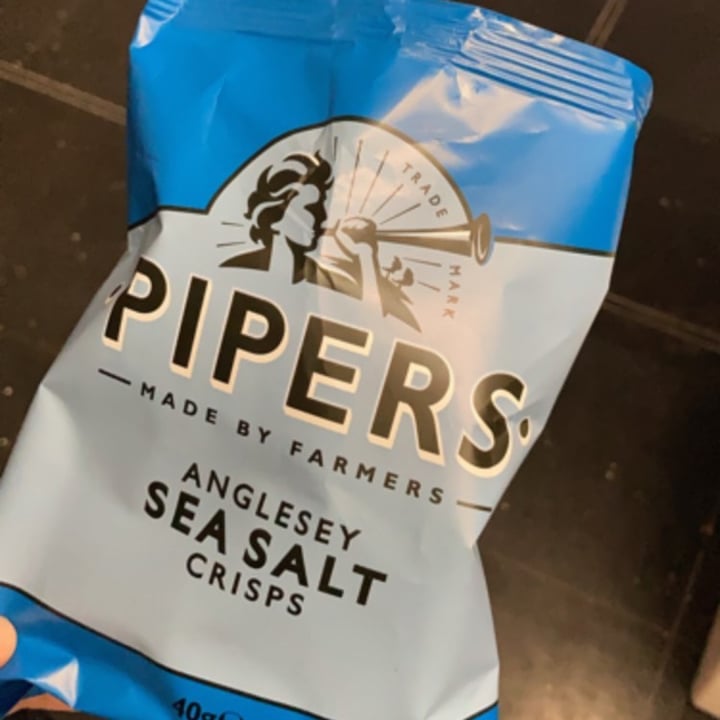 TRADE
MARK
PIPERS
MADE BY FARMERS
ANGLESEY
SEA SALT
CRISPS
40g℮